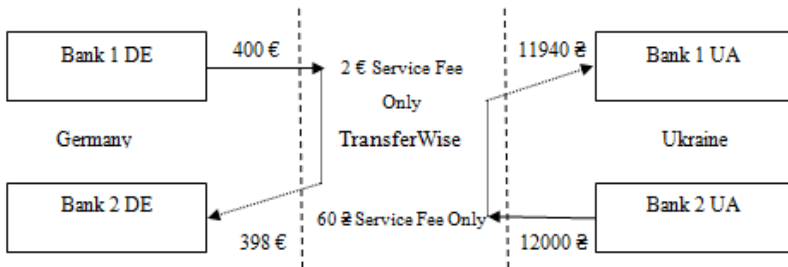 Bank 1 DE
400 €
2 € Service Fee
Only
11940 ₴
Bank 1 UA
Germany
TransferWise
Ukraine
Bank 2 DE
398 €
60 ₴ Service Fee Only
12000 ₴
Bank 2 UA